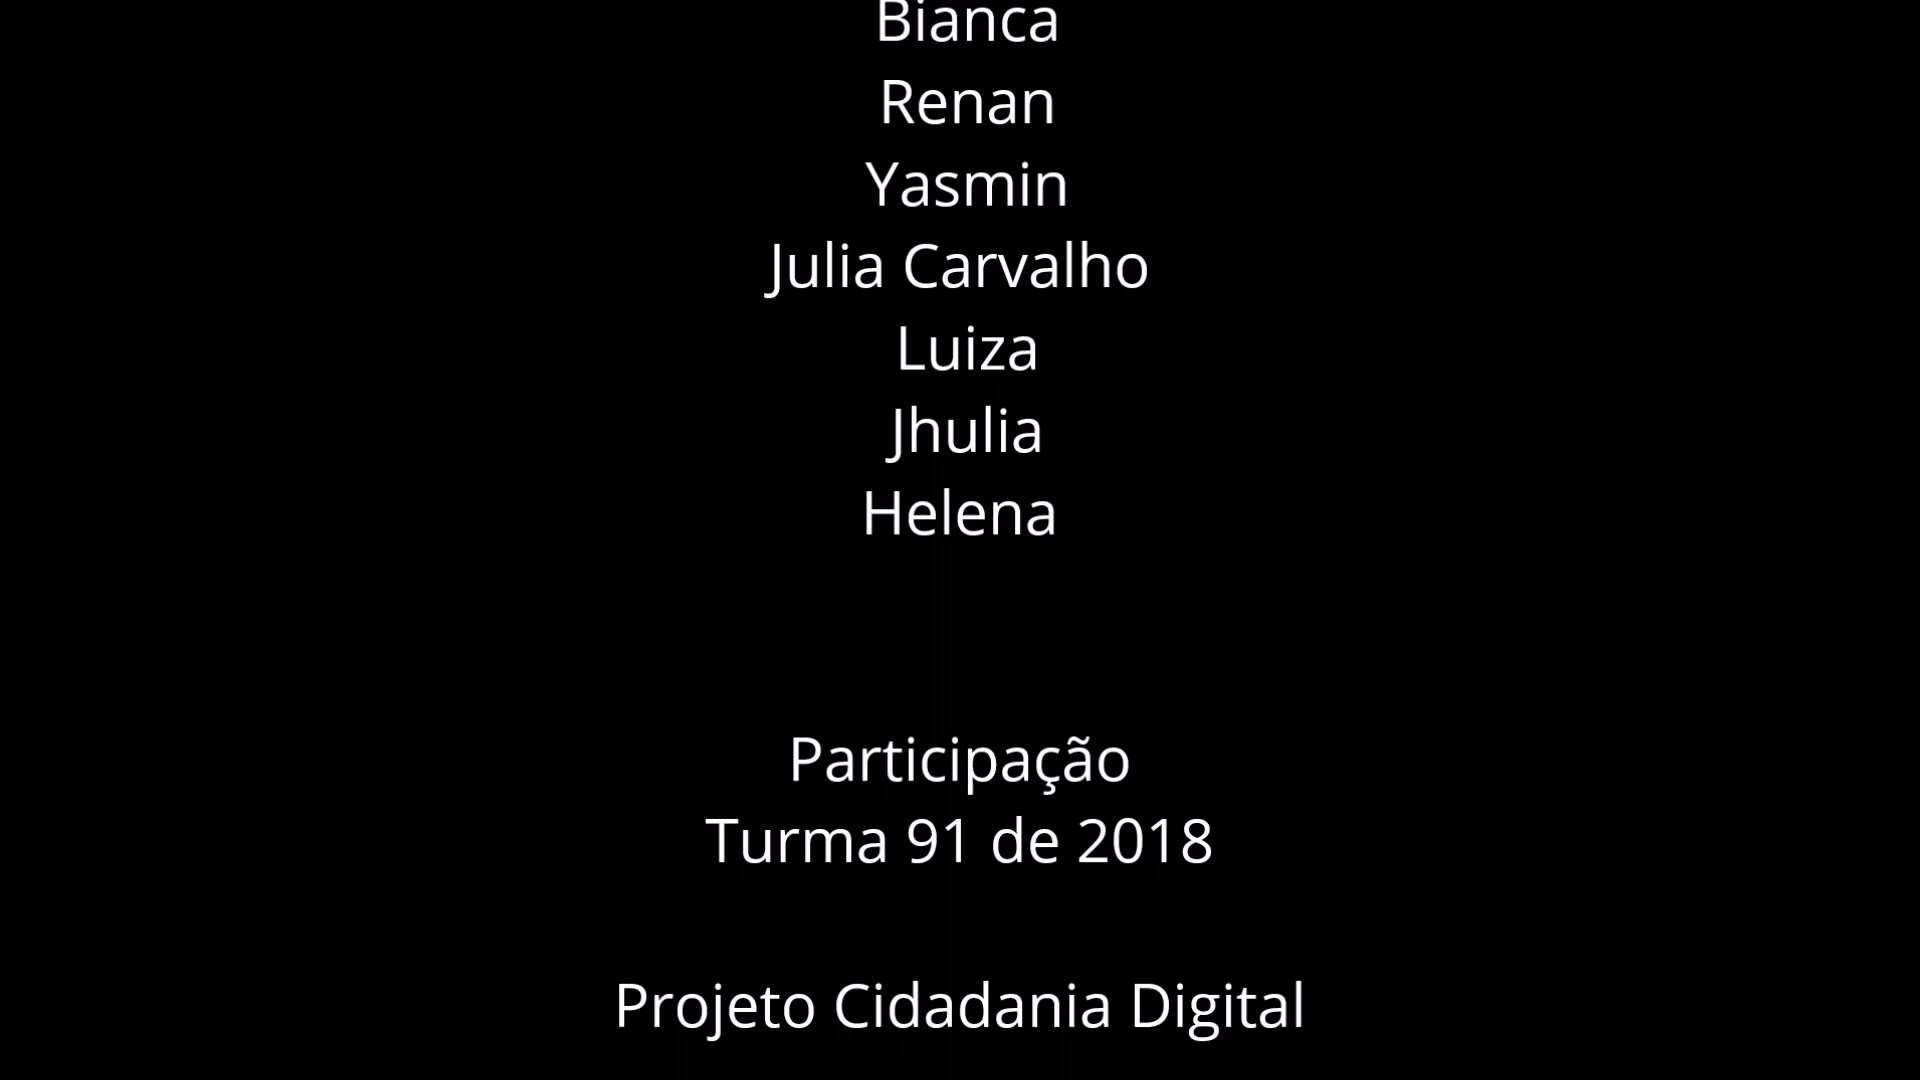 Bianca
Renan
Yasmin
Julia Carvalho
Luiza
Jhulia
Helena
Participação
Turma 91 de 2018
Projeto Cidadania Digital